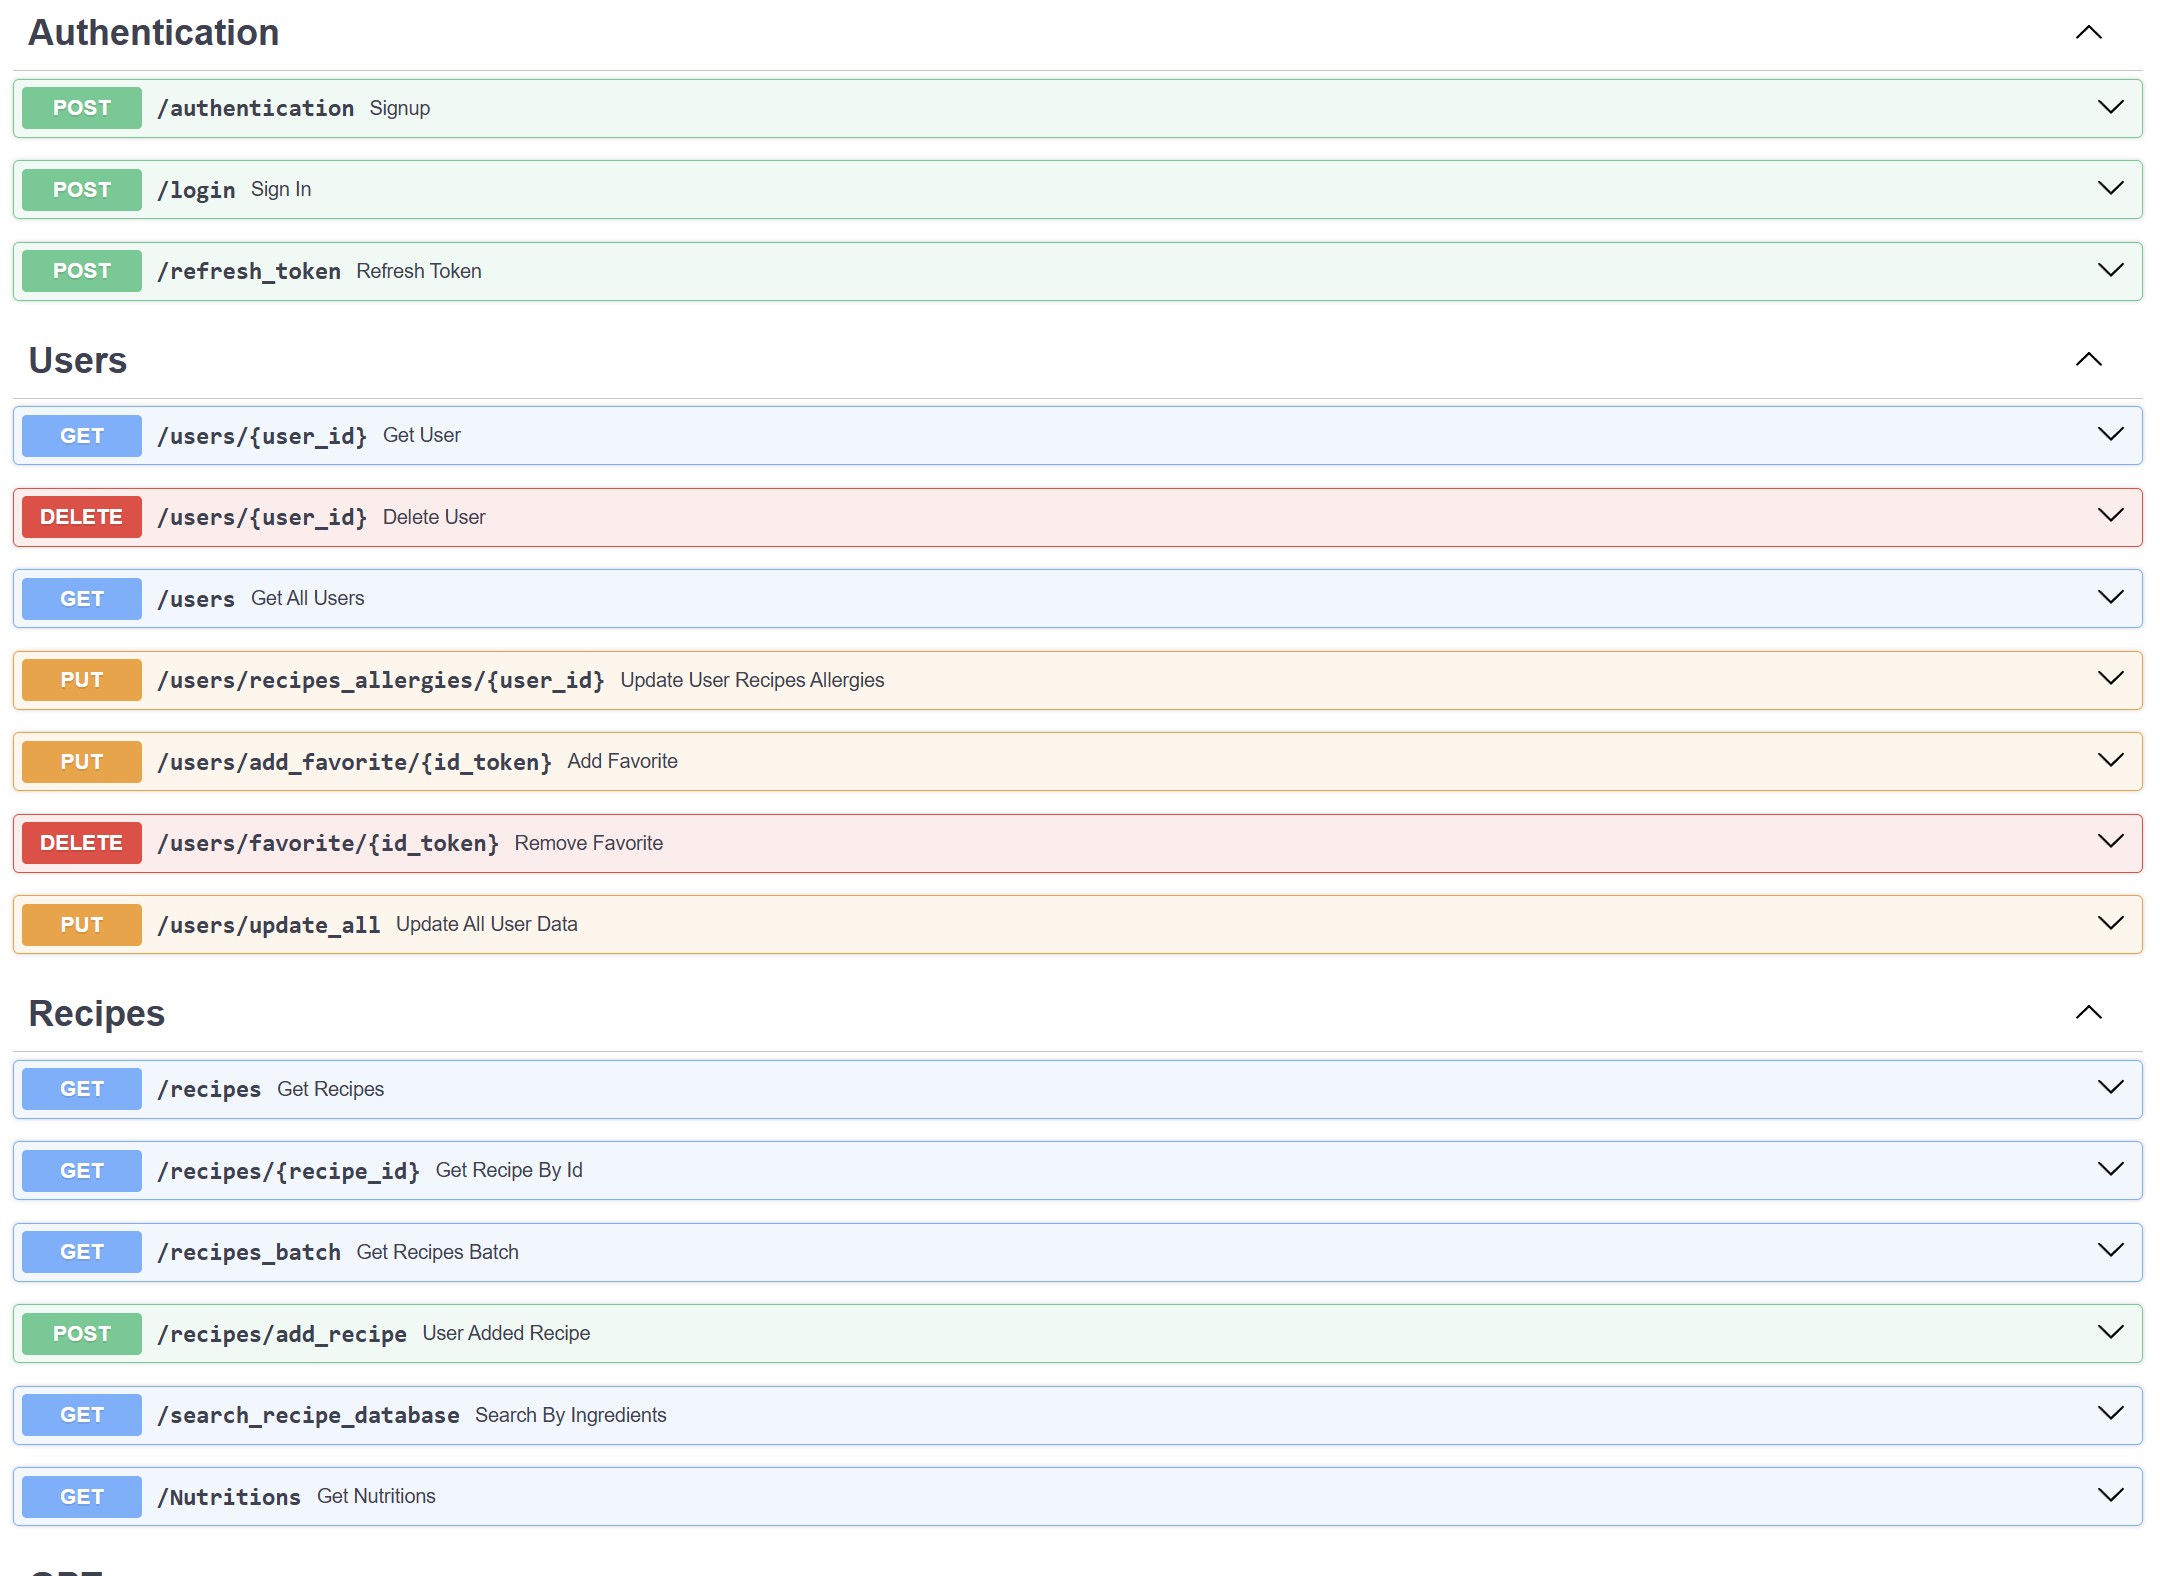 Authentication
POST /authentication Signup
POST /login Sign In
POST /refresh_token Refresh Token
Users
GET /users/{user_id} Get User
DELETE /users/{user_id} Delete User
GET /users Get All Users
PUT /users/recipes_allergies/{user_id} Update User Recipes Allergies
PUT /users/add_favorite/{id_token} Add Favorite
DELETE /users/favorite/{id_token} Remove Favorite
PUT /users/update_all Update All User Data
Recipes
GET /recipes Get Recipes
GET /recipes/{recipe_id} Get Recipe By Id
GET /recipes_batch Get Recipes Batch
POST /recipes/add_recipe User Added Recipe
GET /search_recipe_database Search By Ingredients
GET /Nutritions Get Nutritions